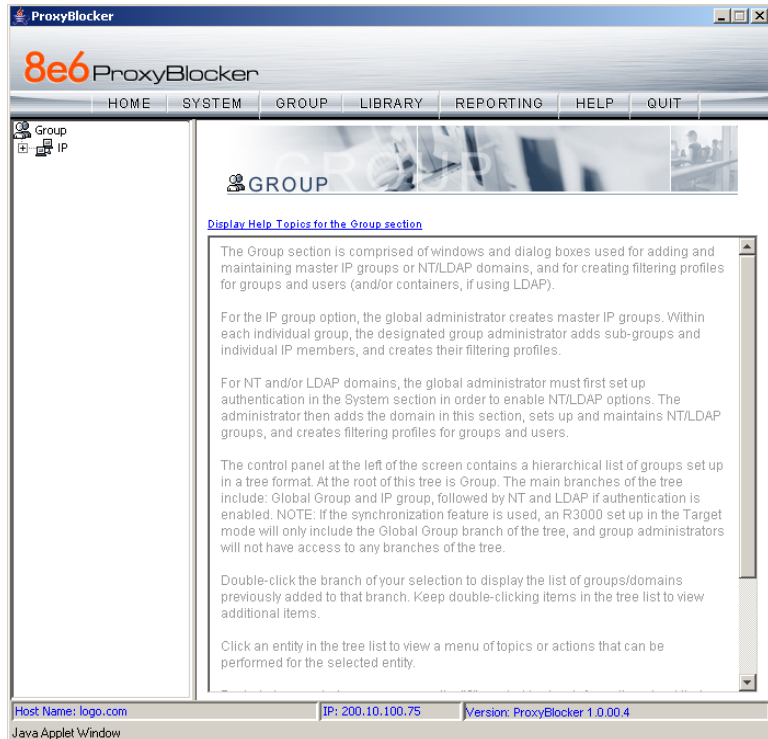 ProxyBlocker
8e6 ProxyBlocker
HOME SYSTEM GROUP LIBRARY REPORTING HELP QUIT
Group
IP
GROUP
GROUP
Display Help Topics for the Group section
The Group section is comprised of windows and dialog boxes used for adding and
maintaining master IP groups or NT/LDAP domains, and for creating filtering profiles
for groups and users (and/or containers, if using LDAP).
For the IP group option, the global administrator creates master IP groups. Within
each individual group, the designated group administrator adds sub-groups and
individual IP members, and creates their filtering profiles.
For NT and/or LDAP domains, the global administrator must first set up
authentication in the System section in order to enable NT/LDAP options. The
administrator then adds the domain in this section, sets up and maintains NT/LDAP
groups, and creates filtering profiles for groups and users.
The control panel at the left of the screen contains a hierarchical list of groups set up
in a tree format. At the root of this tree is Group. The main branches of the tree
include: Global Group and IP group, followed by NT and LDAP if authentication is
enabled. NOTE: If the synchronization feature is used, an R3000 set up in the Target
mode will only include the Global Group branch of the tree, and group administrators
will not have access to any branches of the tree.
Double-click the branch of your selection to display the list of groups/domains
previously added to that branch. Keep double-clicking items in the tree list to view
additional items.
Click an entity in the tree list to view a menu of topics or actions that can be
performed for the selected entity.
Host Name: logo.com IP: 200.10.100.75 Version: ProxyBlocker 1.0.00.4
Java Applet Window